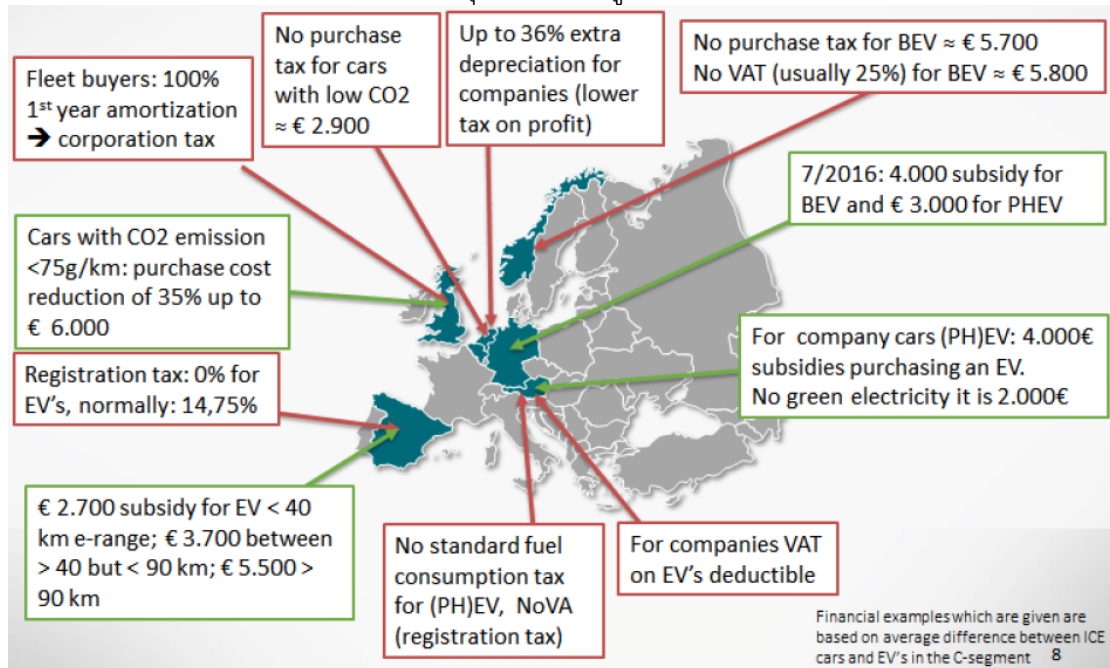 Fleet buyers: 100%
1st year amortization
➔ corporation tax
No purchase
tax for cars
with low CO2
≈ € 2.900
Up to 36% extra
depreciation for
companies (lower
tax on profit)
No purchase tax for BEV ≈ € 5.700
No VAT (usually 25%) for BEV ≈ € 5.800
7/2016: 4.000 subsidy for
BEV and € 3.000 for PHEV
Cars with CO2 emission
<75g/km: purchase cost
reduction of 35% up to
€ 6.000
For company cars (PH)EV: 4.000€
subsidies purchasing an EV.
No green electricity it is 2.000€
Registration tax: 0% for
EV's, normally: 14,75%
€ 2.700 subsidy for EV < 40
km e-range; € 3.700 between
> 40 but < 90 km; € 5.500 >
90 km
No standard fuel
consumption tax
for (PH)EV, NoVA
(registration tax)
For companies VAT
on EV's deductible
Financial examples which are given are
based on average difference between ICE
cars and EV's in the C-segment 8